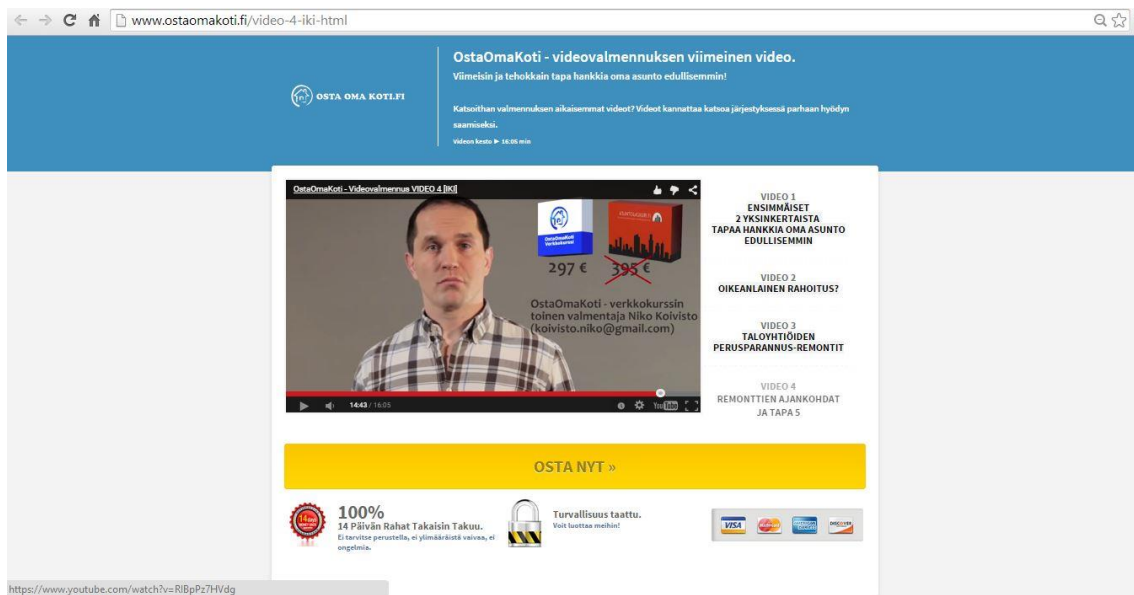 www.ostaomakoti.fi/video-4-iki-html
OSTA OMA KOTI.FI
OstaOmaKoti - videovalmennuksen viimeinen video.
Viimeisin ja tehokkain tapa hankkia oma asunto edullisemmin!
Katsoithan valmennuksen aikaisemmat videot? Videot kannattaa katsoa järjestyksessä parhaan hyödyn
saamiseksi.
Videon kesto ► 16:05 min
OstaOmaKoti - Videovalmennus VIDEO 4 [IKI]
OstaOmaKoti
Verkkokurssi
297 €
395 €
OstaOmaKoti - verkkokurssin
toinen valmentaja Niko Koivisto
(koivisto.niko@gmail.com)
14:43 / 16:05
YouTube
VIDEO 1
ENSIMMÄISET
2 YKSINKERTAISTA
TAPAA HANKKIA OMA ASUNTO
EDULLISEMMIN
VIDEO 2
OIKEANLAINEN RAHOITUS?
VIDEO 3
TALOYHTIÖIDEN
PERUSPARANNUS-REMONTIT
VIDEO 4
REMONTTIEN AJANKOHDAT
JA TAPA 5
OSTA NYT »
100%
14 Päivän Rahat Takaisin Takuu.
Ei tarvitse perustella, ei ylimääräistä vaivaa, ei
ongelmia.
Turvallisuus taattu.
Voit luottaa meihin!
VISA
DISCOVER
https://www.youtube.com/watch?v=RlBpPz7HVdg